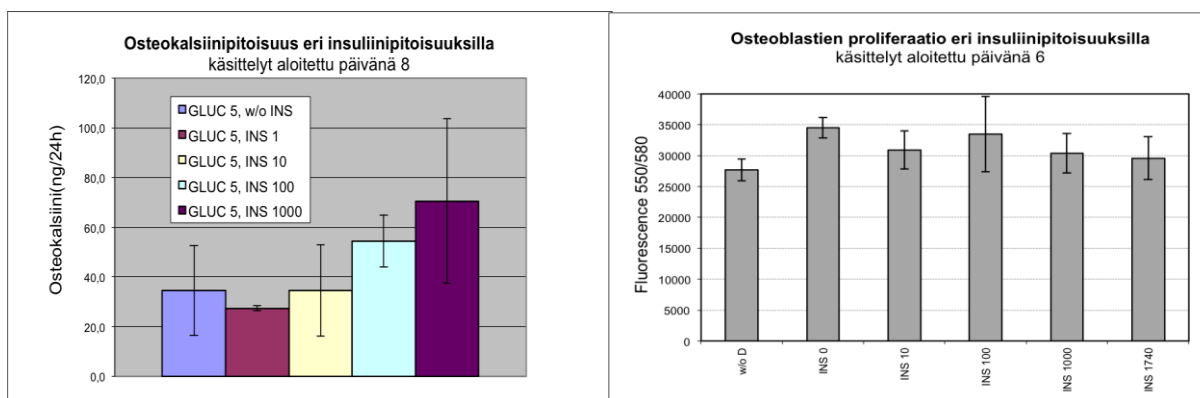 Osteokalsiinipitoisuus eri insuliinipitoisuuksilla
käsittelyt aloitettu päivänä 8
Osteokalsiini(ng/24h)
120,0
100,0
80,0
60,0
40,0
20,0
0,0
GLUC 5, w/o INS
GLUC 5, INS 1
GLUC 5, INS 10
GLUC 5, INS 100
GLUC 5, INS 1000
Osteoblastien proliferaatio eri insuliinipitoisuuksilla
käsittelyt aloitettu päivänä 6
Fluorescence 550/580
40000
35000
30000
25000
20000
15000
10000
5000
0
w/o D
INS 0
INS 10
INS 100
INS 1000
INS 1740